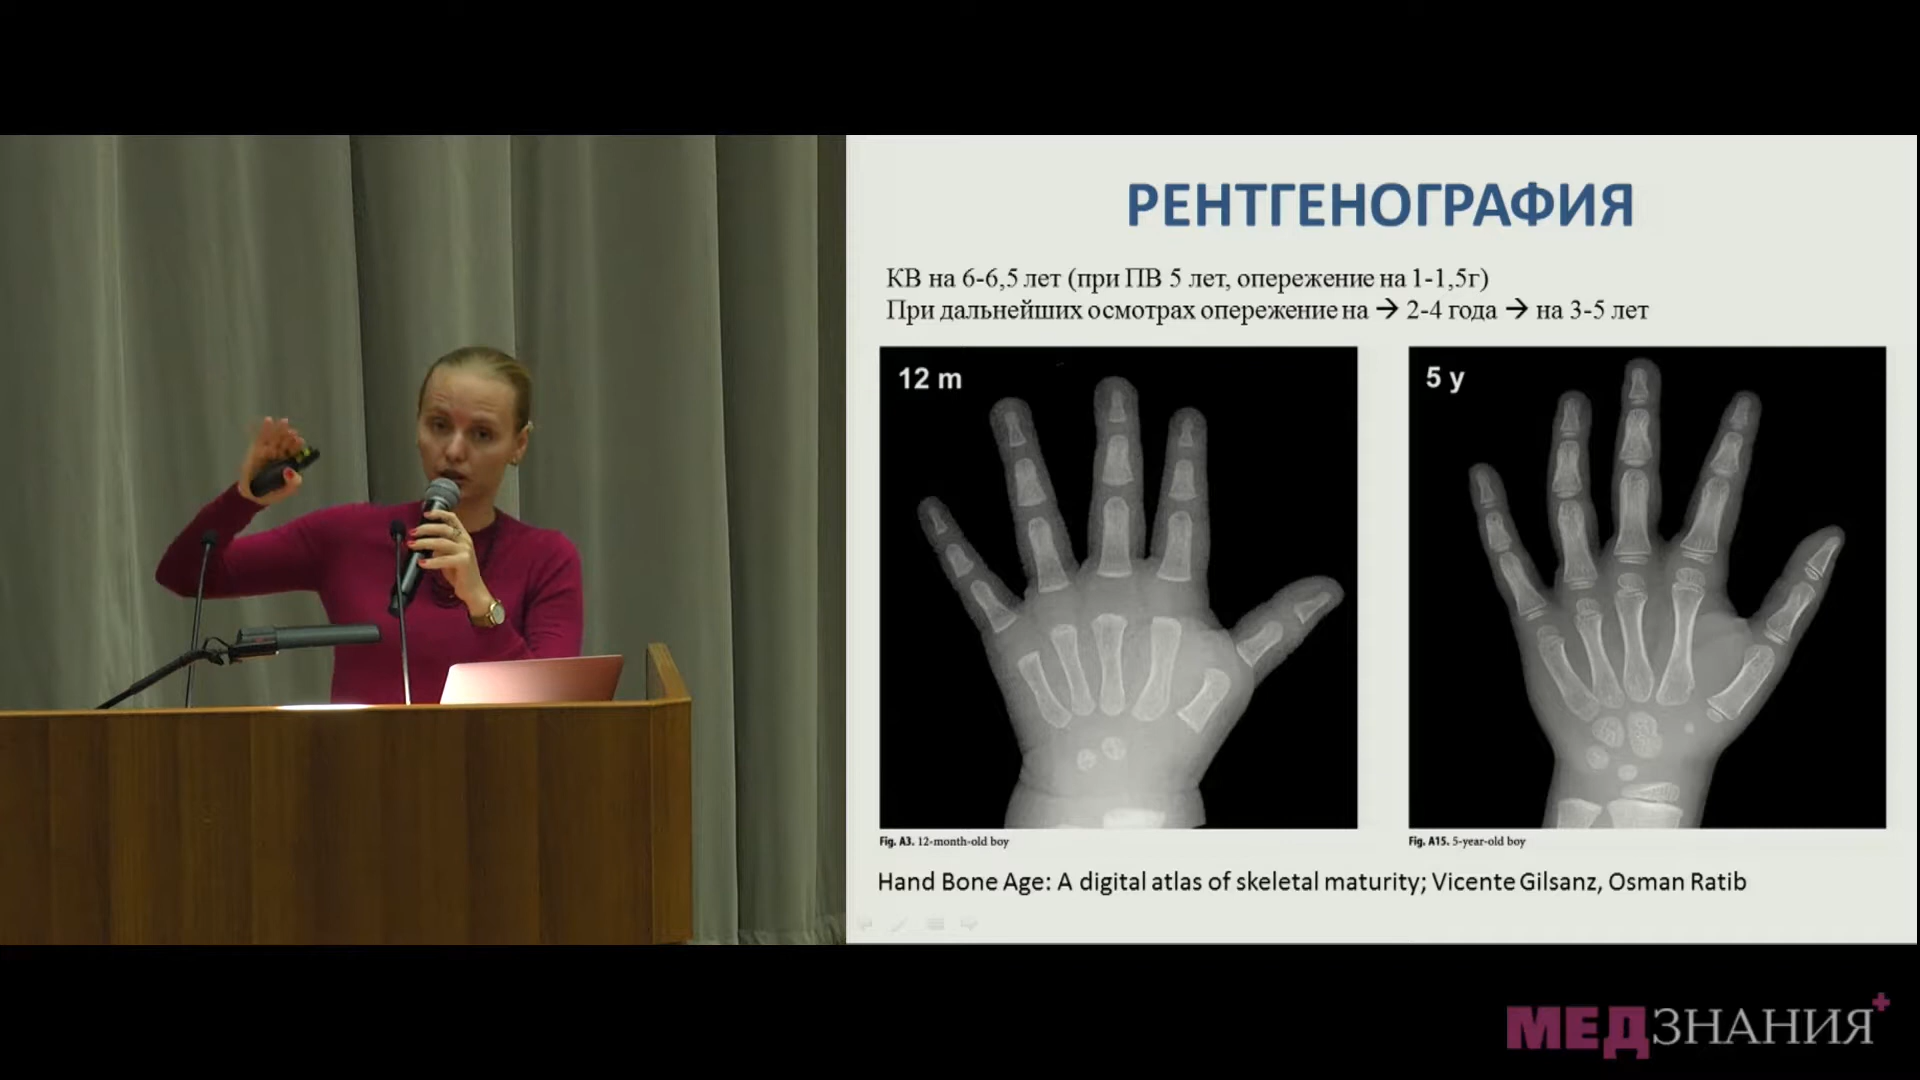 РЕНТГЕНОГРАФИЯ
КВ на 6-6,5 лет (при ПВ 5 лет, опережение на 1-1,5г)
При дальнейших осмотрах опережение на → 2-4 года → на 3-5 лет
12 m
5 y
Fig. A3. 12-month-old boy
Fig. A15. 5-year-old boy
Hand Bone Age: A digital atlas of skeletal maturity; Vicente Gilsanz, Osman Ratib
МЕДЗНАНИЯ+